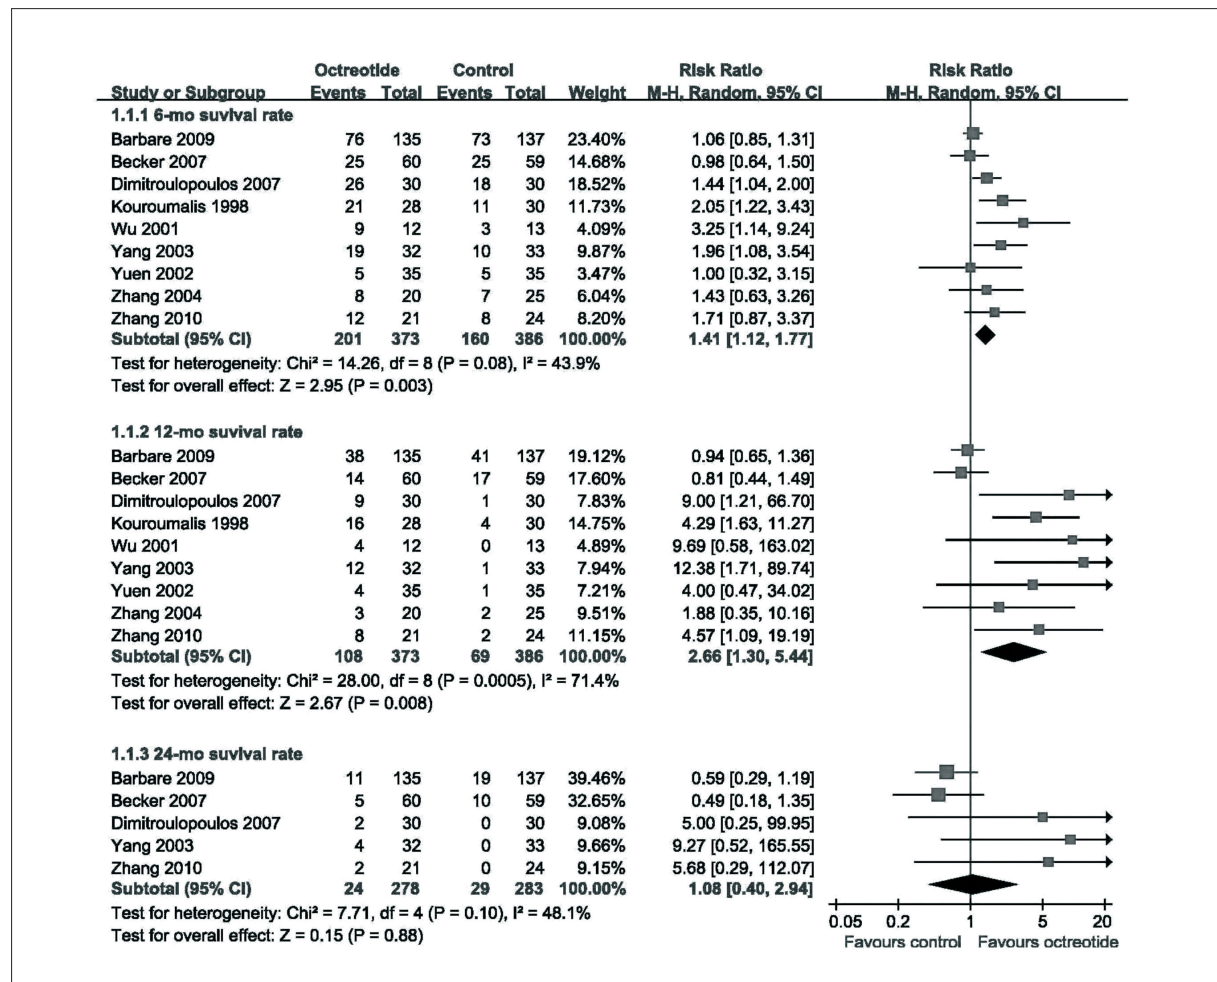 Octreotide Control Risk Ratio Risk Ratio
Study or Subgroup Events Total Events Total Weight M-H, Random, 95% CI M-H, Random, 95% CI
1.1.1 6-mo suvival rate
Barbare 2009 76 135 73 137 23.40% 1.06 [0.85, 1.31]
Becker 2007 25 60 25 59 14.68% 0.98 [0.64, 1.50]
Dimitroulopoulos 2007 26 30 18 30 18.52% 1.44 [1.04, 2.00]
Kouroumalis 1998 21 28 11 30 11.73% 2.05 [1.22, 3.43]
Wu 2001 9 12 3 13 4.09% 3.25 [1.14, 9.24]
Yang 2003 19 32 10 33 9.87% 1.96 [1.08, 3.54]
Yuen 2002 5 35 5 35 3.47% 1.00 [0.32, 3.15]
Zhang 2004 8 20 7 25 6.04% 1.43 [0.63, 3.26]
Zhang 2010 12 21 8 24 8.20% 1.71 [0.87, 3.37]
Subtotal (95% CI) 201 373 160 386 100.00% 1.41 [1.12, 1.77]
Test for heterogeneity: Chi² = 14.26, df = 8 (P = 0.08), I² = 43.9%
Test for overall effect: Z = 2.95 (P = 0.003)
1.1.2 12-mo suvival rate
Barbare 2009 38 135 41 137 19.12% 0.94 [0.65, 1.36]
Becker 2007 14 60 17 59 17.60% 0.81 [0.44, 1.49]
Dimitroulopoulos 2007 9 30 1 30 7.83% 9.00 [1.21, 66.70]
Kouroumalis 1998 16 28 4 30 14.75% 4.29 [1.63, 11.27]
Wu 2001 4 12 0 13 4.89% 9.69 [0.58, 163.02]
Yang 2003 12 32 1 33 7.94% 12.38 [1.71, 89.74]
Yuen 2002 4 35 1 35 7.21% 4.00 [0.47, 34.02]
Zhang 2004 3 20 2 25 9.51% 1.88 [0.35, 10.16]
Zhang 2010 8 21 2 24 11.15% 4.57 [1.09, 19.19]
Subtotal (95% CI) 108 373 69 386 100.00% 2.66 [1.30, 5.44]
Test for heterogeneity: Chi² = 28.00, df = 8 (P = 0.0005), I² = 71.4%
Test for overall effect: Z = 2.67 (P = 0.008)
1.1.3 24-mo suvival rate
Barbare 2009 11 135 19 137 39.46% 0.59 [0.29, 1.19]
Becker 2007 5 60 10 59 32.65% 0.49 [0.18, 1.35]
Dimitroulopoulos 2007 2 30 0 30 9.08% 5.00 [0.25, 99.95]
Yang 2003 4 32 0 33 9.66% 9.27 [0.52, 165.55]
Zhang 2010 2 21 0 24 9.15% 5.68 [0.29, 112.07]
Subtotal (95% CI) 24 278 29 283 100.00% 1.08 [0.40, 2.94]
Test for heterogeneity: Chi² = 7.71, df = 4 (P = 0.10), I² = 48.1%
Test for overall effect: Z = 0.15 (P = 0.88)
0.05 0.2 1 5 20
Favours control Favours octreotide